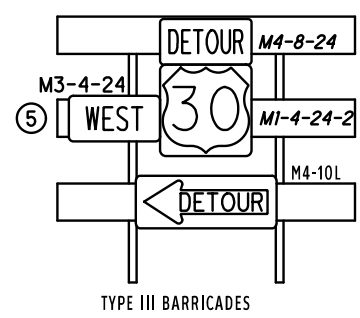 DETOUR M4-8-24
M3-4-24
5 WEST 30 M1-4-24-2
M4-10L
DETOUR
TYPE III BARRICADES